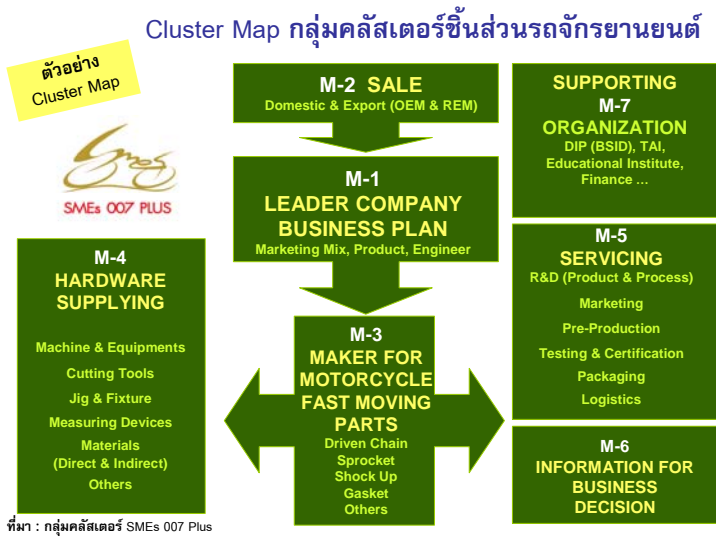 Cluster Map กลุ่มคลัสเตอร์ชิ้นส่วนรถจักรยานยนต์
ตัวอย่าง
Cluster Map
SMEs 007 PLUS
M-2 SALE
Domestic & Export (OEM & REM)
M-1
LEADER COMPANY
BUSINESS PLAN
Marketing Mix, Product, Engineer
SUPPORTING
M-7
ORGANIZATION
DIP (BSID), TAI,
Educational Institute,
Finance ...
M-4
HARDWARE
SUPPLYING
Machine & Equipments
Cutting Tools
Jig & Fixture
Measuring Devices
Materials
(Direct & Indirect)
Others
M-3
MAKER FOR
MOTORCYCLE
FAST MOVING
PARTS
Driven Chain
Sprocket
Shock Up
Gasket
Others
M-5
SERVICING
R&D (Product & Process)
Marketing
Pre-Production
Testing & Certification
Packaging
Logistics
M-6
INFORMATION FOR
BUSINESS
DECISION
ที่มา : กลุ่มคลัสเตอร์ SMEs 007 Plus